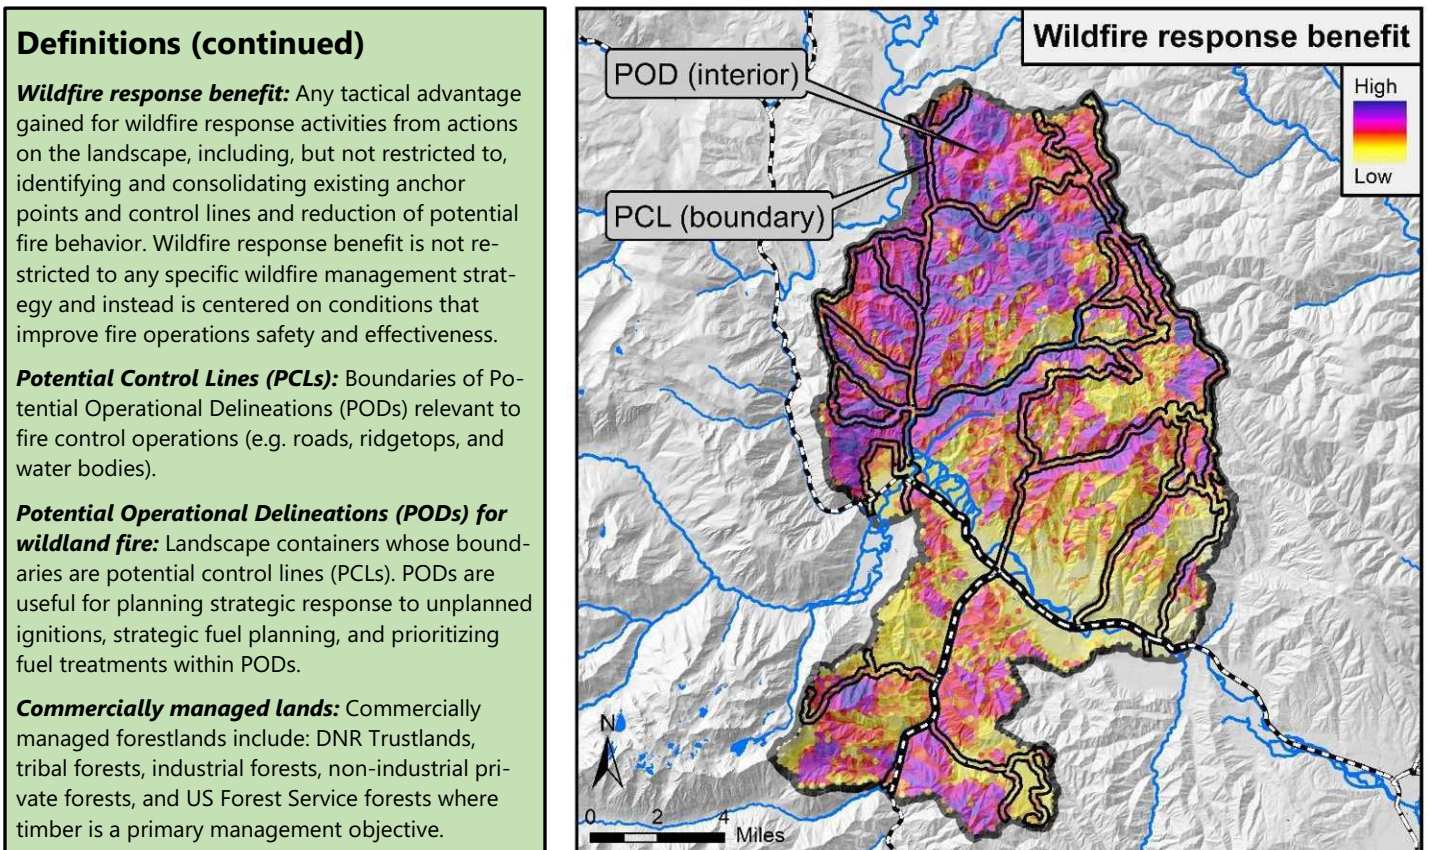 Definitions (continued)
Wildfire response benefit: Any tactical advantage
gained for wildfire response activities from actions
on the landscape, including, but not restricted to,
identifying and consolidating existing anchor
points and control lines and reduction of potential
fire behavior. Wildfire response benefit is not re-
stricted to any specific wildfire management strat-
egy and instead is centered on conditions that
improve fire operations safety and effectiveness.
Potential Control Lines (PCLs): Boundaries of Po-
tential Operational Delineations (PODs) relevant to
fire control operations (e.g. roads, ridgetops, and
water bodies).
Potential Operational Delineations (PODs) for
wildland fire: Landscape containers whose bound-
aries are potential control lines (PCLs). PODs are
useful for planning strategic response to unplanned
ignitions, strategic fuel planning, and prioritizing
fuel treatments within PODs.
Commercially managed lands: Commercially
managed forestlands include: DNR Trustlands,
tribal forests, industrial forests, non-industrial pri-
vate forests, and US Forest Service forests where
timber is a primary management objective.
Wildfire response benefit
High
Low
POD (interior)
PCL (boundary)
N
0 2 4
Miles